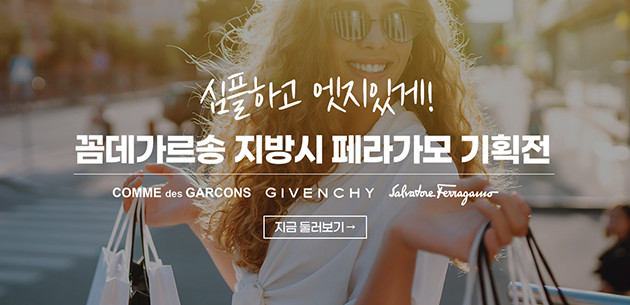 심플하고 엣지있게!
꼼데가르송 지방시 페라가모 기획전
COMME des GARCONS GIVENCHY Salvatore Ferragamo
지금 둘러보기→